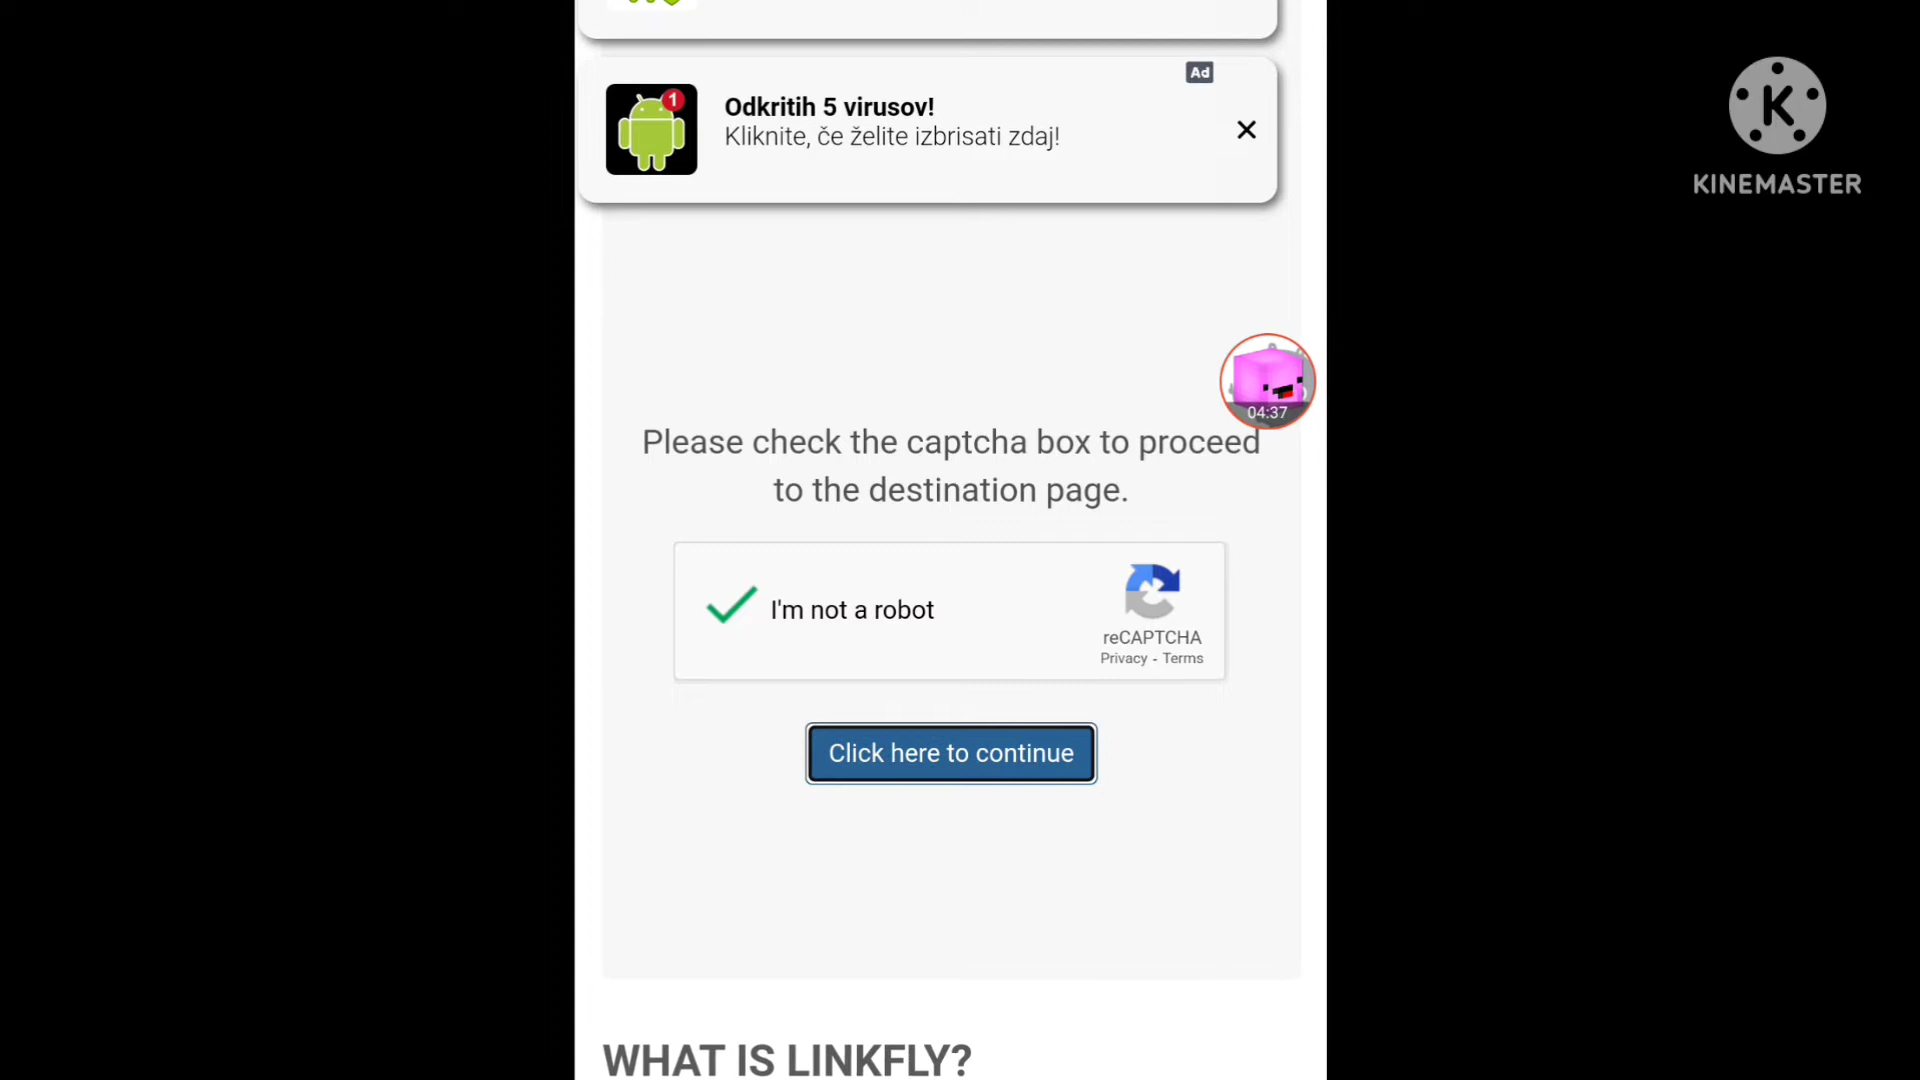 Ad
Odkritih 5 virusov!
Kliknite, če želite izbrisati zdaj!
KINEMASTER
04:37
Please check the captcha box to proceed
to the destination page.
I'm not a robot
reCAPTCHA
Privacy - Terms
Click here to continue
WHAT IS LINKFLY?